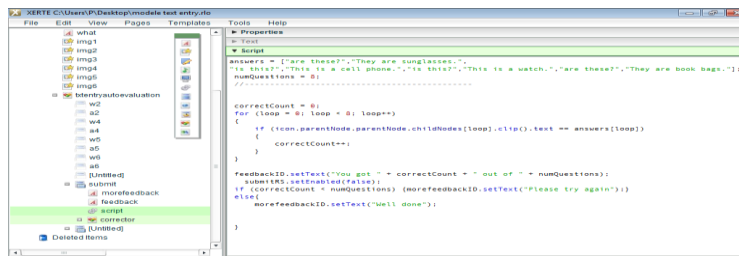 XERTE C:\Users\P\Desktop\modele text entry.rlo
File Edit View Pages Templates Tools Help
what
img1
img2
img3
img4
img5
img6
txtentryautoevaluation
w2
a2
w4
a4
w5
a5
w6
a6
[Untitled]
submit
morefeedback
feedback
script
corrector
[Untitled]
Deleted Items
Properties
Text
Script
answers = ["are these?","They are sunglasses.",
"is this?","This is a cell phone.","is this?","This is a watch.","are these?","They are book bags."];
numQuestions = 8;
//------------------------------------------------
correctCount = 0;
for (loop = 0; loop < 8; loop++)
{
if (icon.parentNode.parentNode.childNodes[loop].clip().text == answers[loop])
{
correctCount++;
}
}
feedbackID.setText("You got " + correctCount + " out of " + numQuestions);
submitRS.setEnabled(false);
if (correctCount < numQuestions) {morefeedbackID.setText("Please try again");}
else{
morefeedbackID.setText("Well done");
}